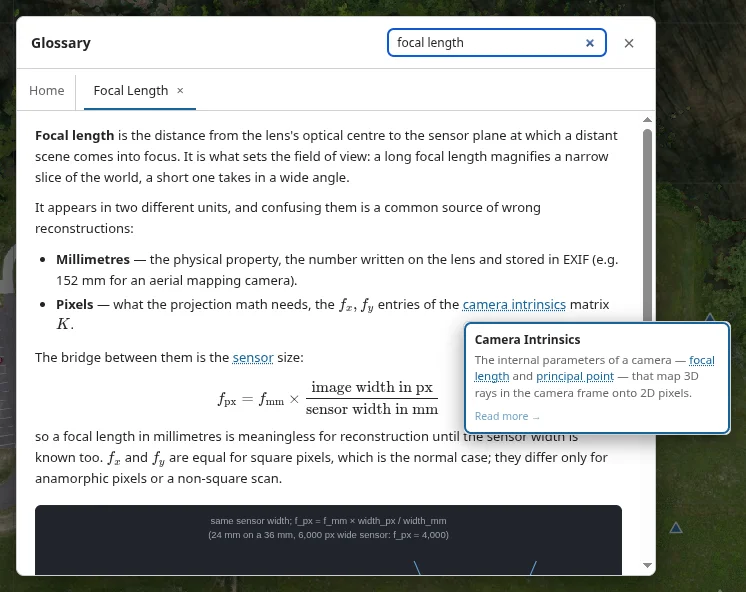 Glossary
focal length
Home
Focal Length ×
Focal length is the distance from the lens's optical centre to the sensor plane at which a distant
scene comes into focus. It is what sets the field of view: a long focal length magnifies a narrow
slice of the world, a short one takes in a wide angle.
It appears in two different units, and confusing them is a common source of wrong
reconstructions:
• Millimetres — the physical property, the number written on the lens and stored in EXIF (e.g.
152 mm for an aerial mapping camera).
• Pixels — what the projection math needs, the f_x, f_y entries of the camera intrinsics matrix
K.
The bridge between them is the sensor size:
f_px = f_mm × image width in px / sensor width in mm
so a focal length in millimetres is meaningless for reconstruction until the sensor width is
known too. f_x and f_y are equal for square pixels, which is the normal case; they differ only for
anamorphic pixels or a non-square scan.
same sensor width; f_px = f_mm × width_px / width_mm
(24 mm on a 36 mm, 6,000 px wide sensor: f_px = 4,000)
Camera Intrinsics
The internal parameters of a camera — focal
length and principal point — that map 3D
rays in the camera frame onto 2D pixels.
Read more →